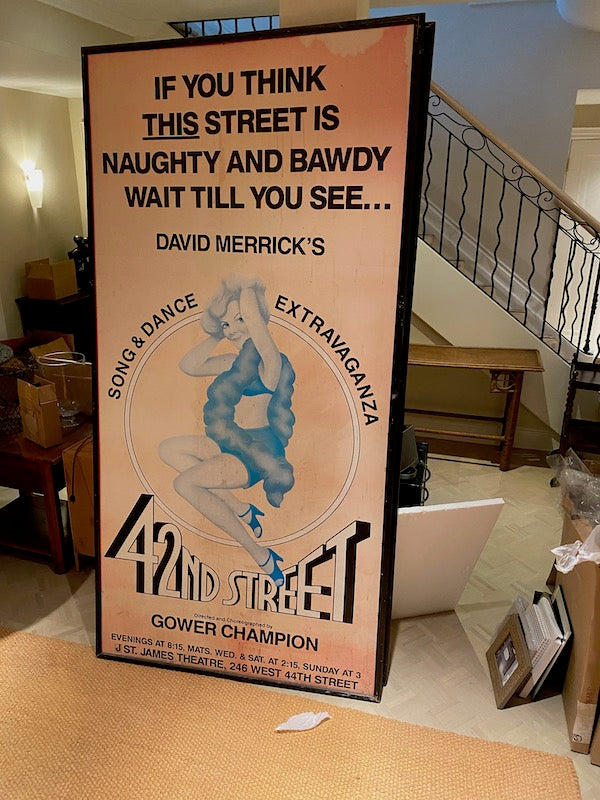 IF YOU THINK
THIS STREET IS
NAUGHTY AND BAWDY
WAIT TILL YOU SEE...
DAVID MERRICK'S
SONG & DANCE EXTRAVAGANZA
42ND STREET
Directed and Choreographed by
GOWER CHAMPION
EVENINGS AT 8:15, MATS. WED. & SAT. AT 2:15, SUNDAY AT 3
ST. JAMES THEATRE, 246 WEST 44TH STREET